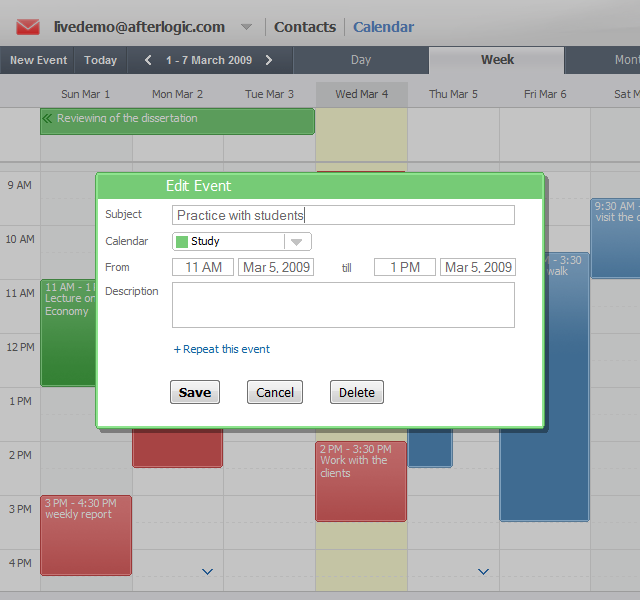 livedemo@afterlogic.com Contacts Calendar
New Event Today 1 - 7 March 2009 Day Week Mont
Sun Mar 1 Mon Mar 2 Tue Mar 3 Wed Mar 4 Thu Mar 5 Fri Mar 6 Sat M
Reviewing of the dissertation
9 AM
10 AM
11 AM
12 PM
1 PM
2 PM
3 PM
4 PM
11 AM - 1
Lecture on
Economy
3 PM - 4:30 PM
weekly report
2 PM - 3:30 PM
Work with the
clients
- 3:30
walk
9:30 AM
visit the
Edit Event
Subject Practice with students
Calendar Study
From 11 AM Mar 5, 2009 till 1 PM Mar 5, 2009
Description
+Repeat this event
Save Cancel Delete